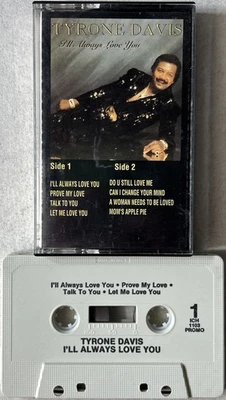 TYRONE DAVIS
I'll Always Love You
Side 1
Side 2
I'LL ALWAYS LOVE YOU
PROVE MY LOVE
TALK TO YOU
LET ME LOVE YOU
DO U STILL LOVE ME
CAN I CHANGE YOUR MIND
A WOMAN NEEDS TO BE LOVED
MOM'S APPLE PIE
I'll Always Love You • Prove My Love •
Talk To You • Let Me Love You
1
ICH
1103
PROMO
TYRONE DAVIS
I'LL ALWAYS LOVE YOU